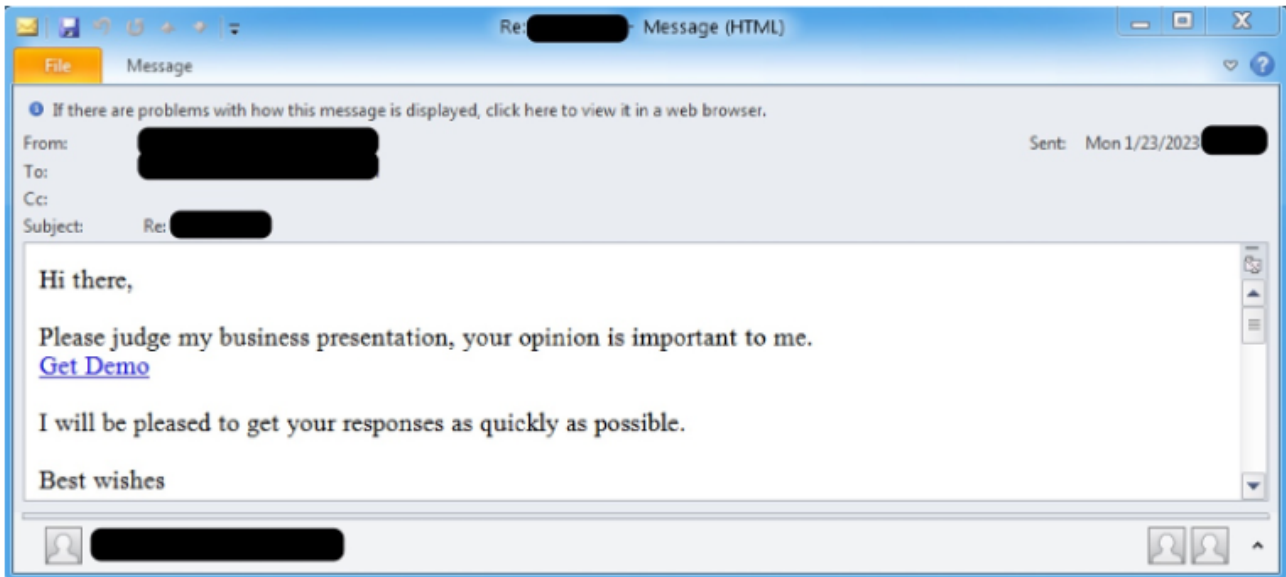 Re: - Message (HTML)
File Message
If there are problems with how this message is displayed, click here to view it in a web browser.
From:
Sent: Mon 1/23/2023
To:
Cc:
Subject: Re:
Hi there,
Please judge my business presentation, your opinion is important to me.
Get Demo
I will be pleased to get your responses as quickly as possible.
Best wishes